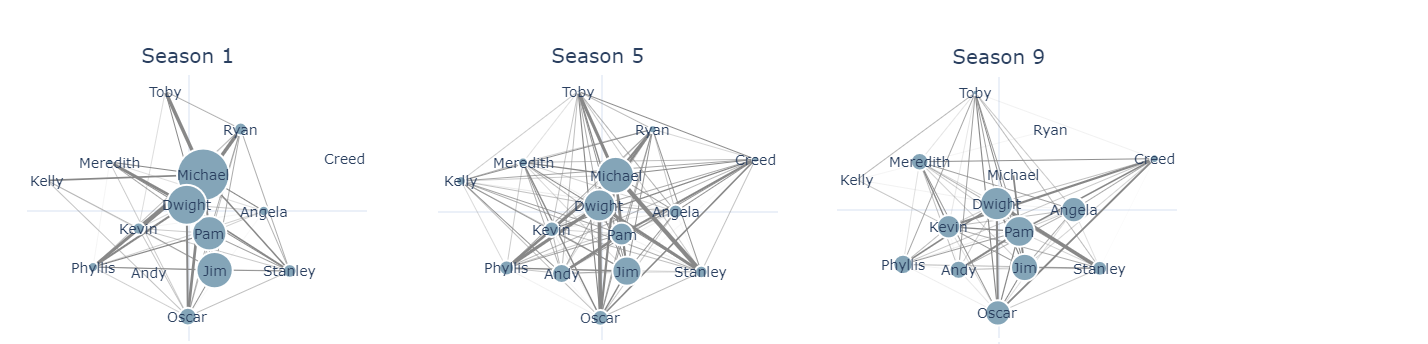 Season 1
Toby
Ryan
Meredith
Creed
Michael
Kelly
Dwight
Angela
Kevin
Pam
Phyllis
Andy
Jim
Stanley
Oscar
Season 5
Toby
Ryan
Meredith
Creed
Michael
Kelly
Dwight
Angela
Kevin
Pam
Phyllis
Andy
Jim
Stanley
Oscar
Season 9
Toby
Ryan
Meredith
Creed
Michael
Kelly
Dwight
Angela
Kevin
Pam
Phyllis
Andy
Jim
Stanley
Oscar